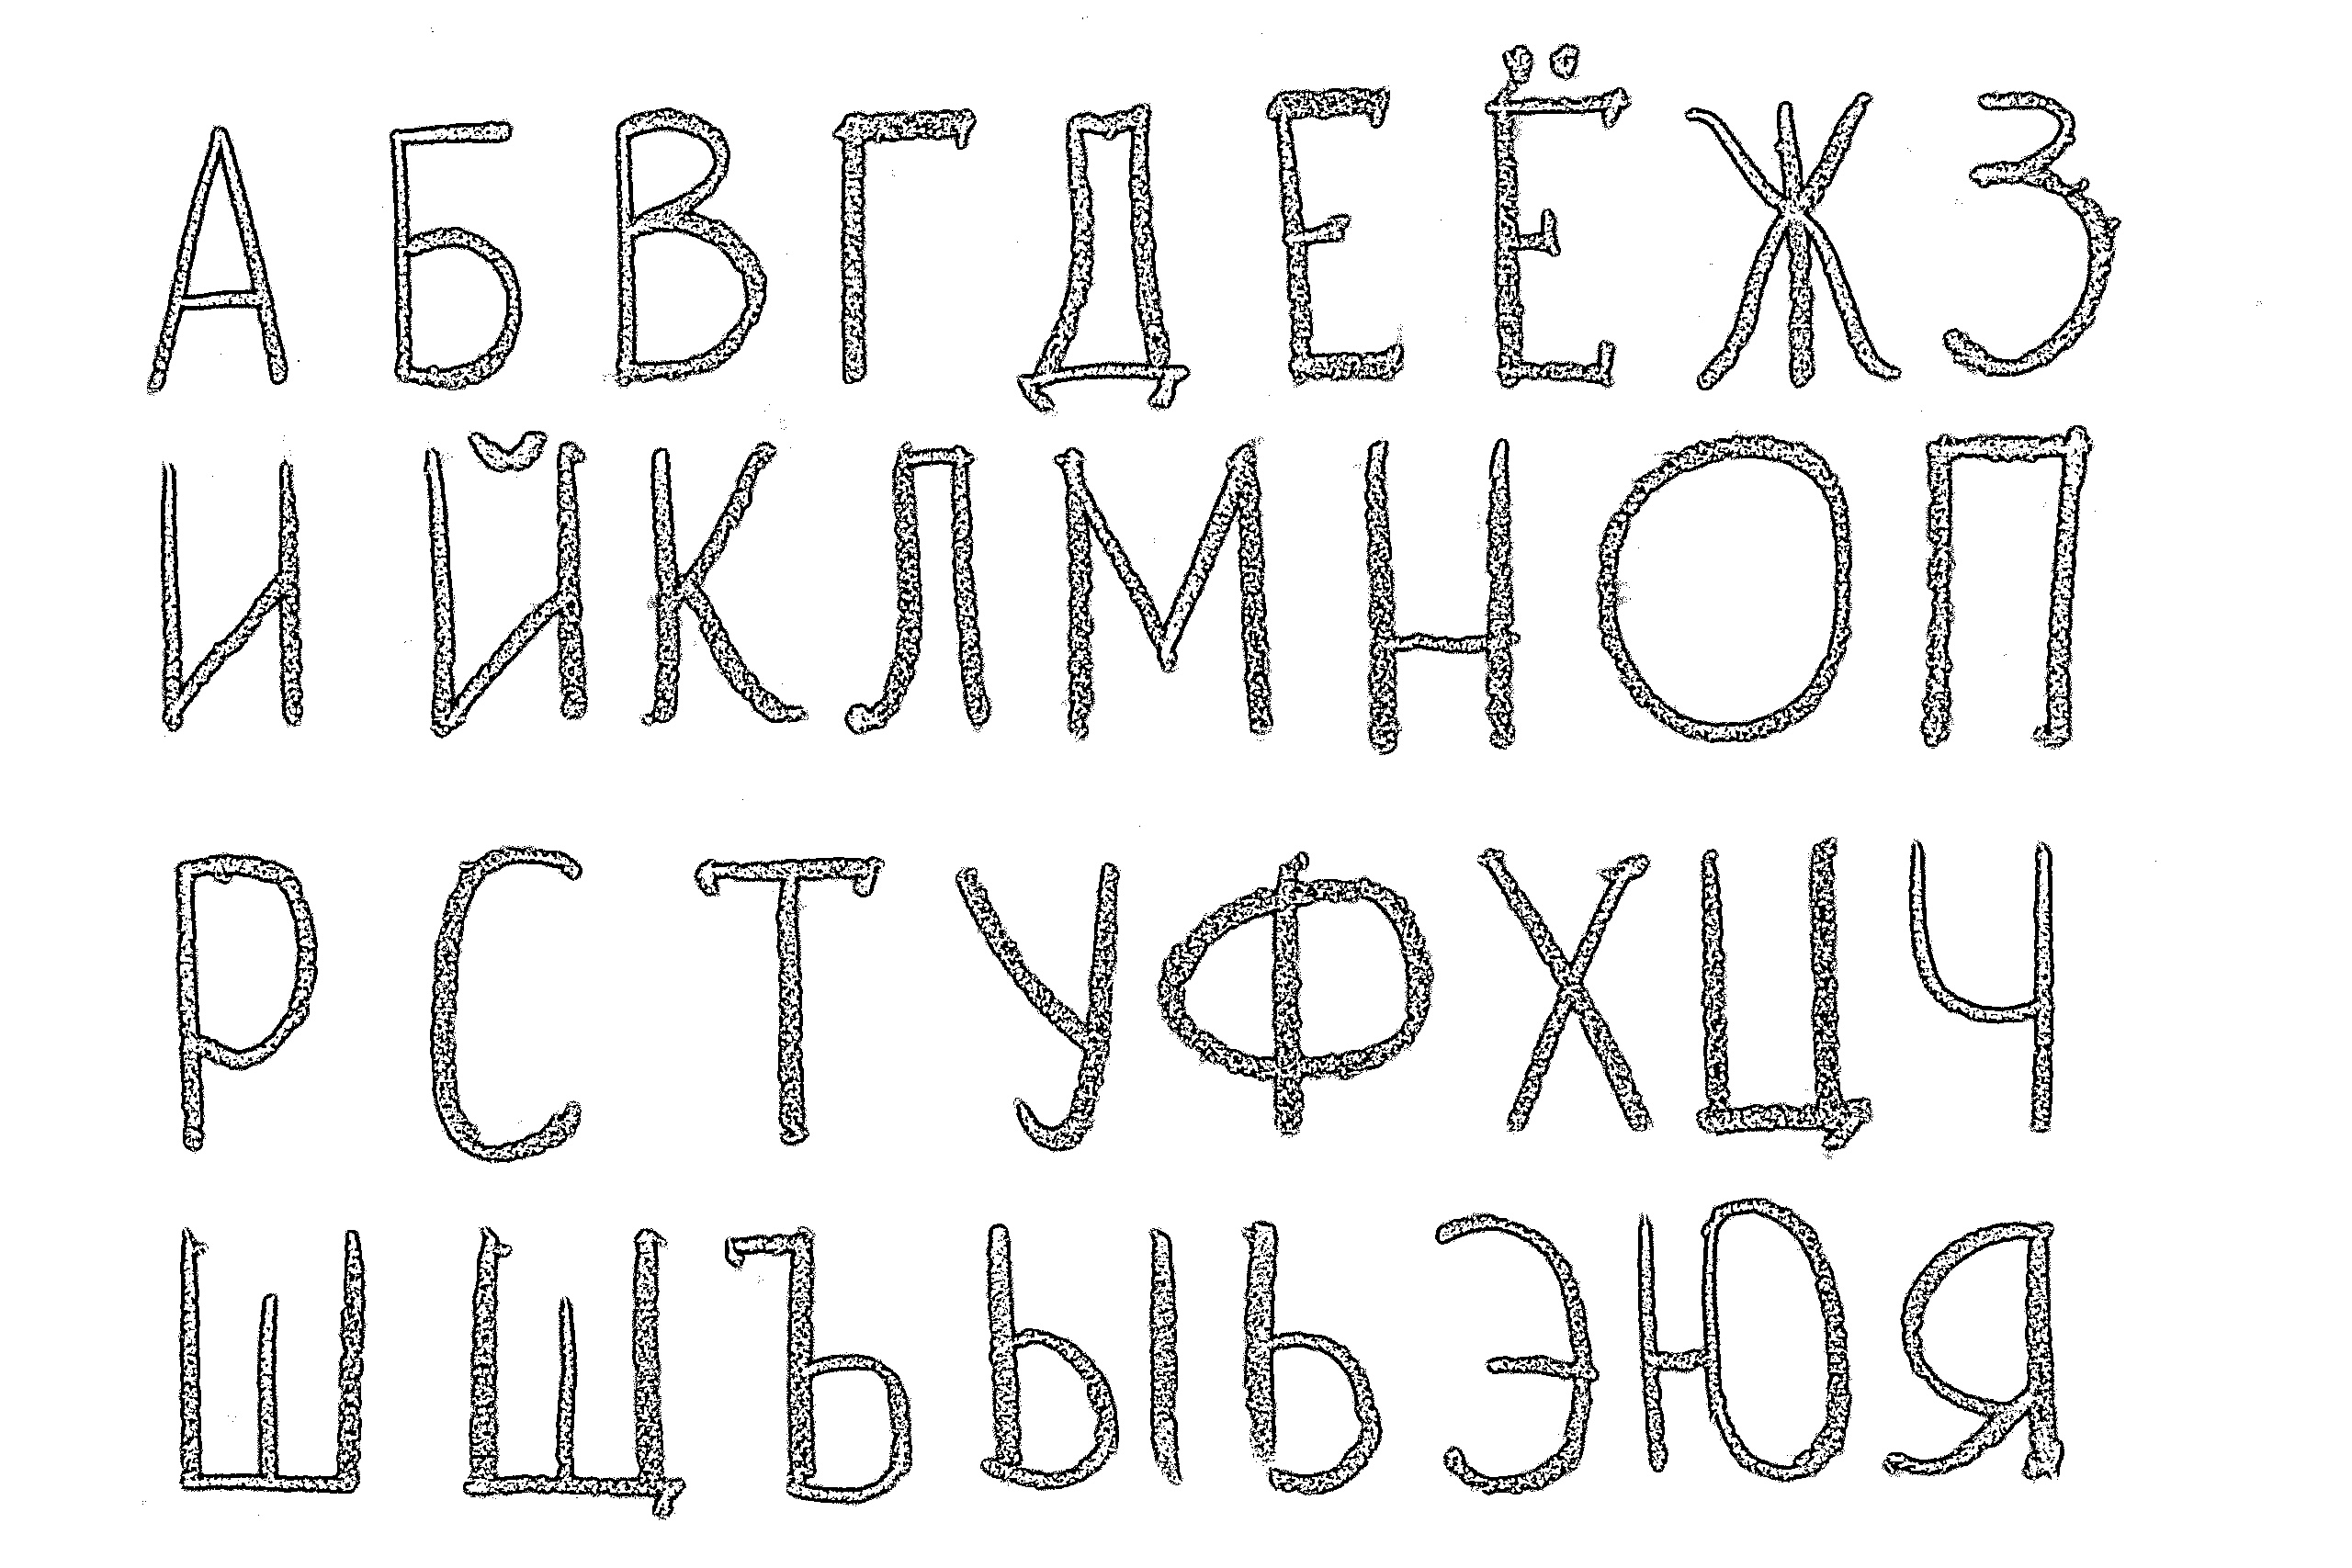 А Б В Г Д Е Ё Ж З
И Й К Л М Н О П
Р С Т У Ф Х Ц Ч
Ш Щ Ъ Ы Ь Э Ю Я